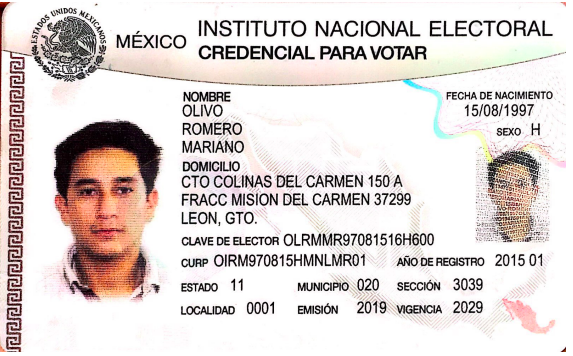 ESTADOS UNIDOS MEXICANOS
MÉXICO INSTITUTO NACIONAL ELECTORAL
CREDENCIAL PARA VOTAR
NOMBRE
OLIVO
ROMERO
MARIANO
FECHA DE NACIMIENTO
15/08/1997
SEXO H
DOMICILIO
CTO COLINAS DEL CARMEN 150 A
FRACC MISION DEL CARMEN 37299
LEON, GTO.
CLAVE DE ELECTOR OLRMMR97081516H600
CURP OIRM970815HMNLMR01 AÑO DE REGISTRO 2015 01
ESTADO 11 MUNICIPIO 020 SECCIÓN 3039
LOCALIDAD 0001 EMISIÓN 2019 VIGENCIA 2029